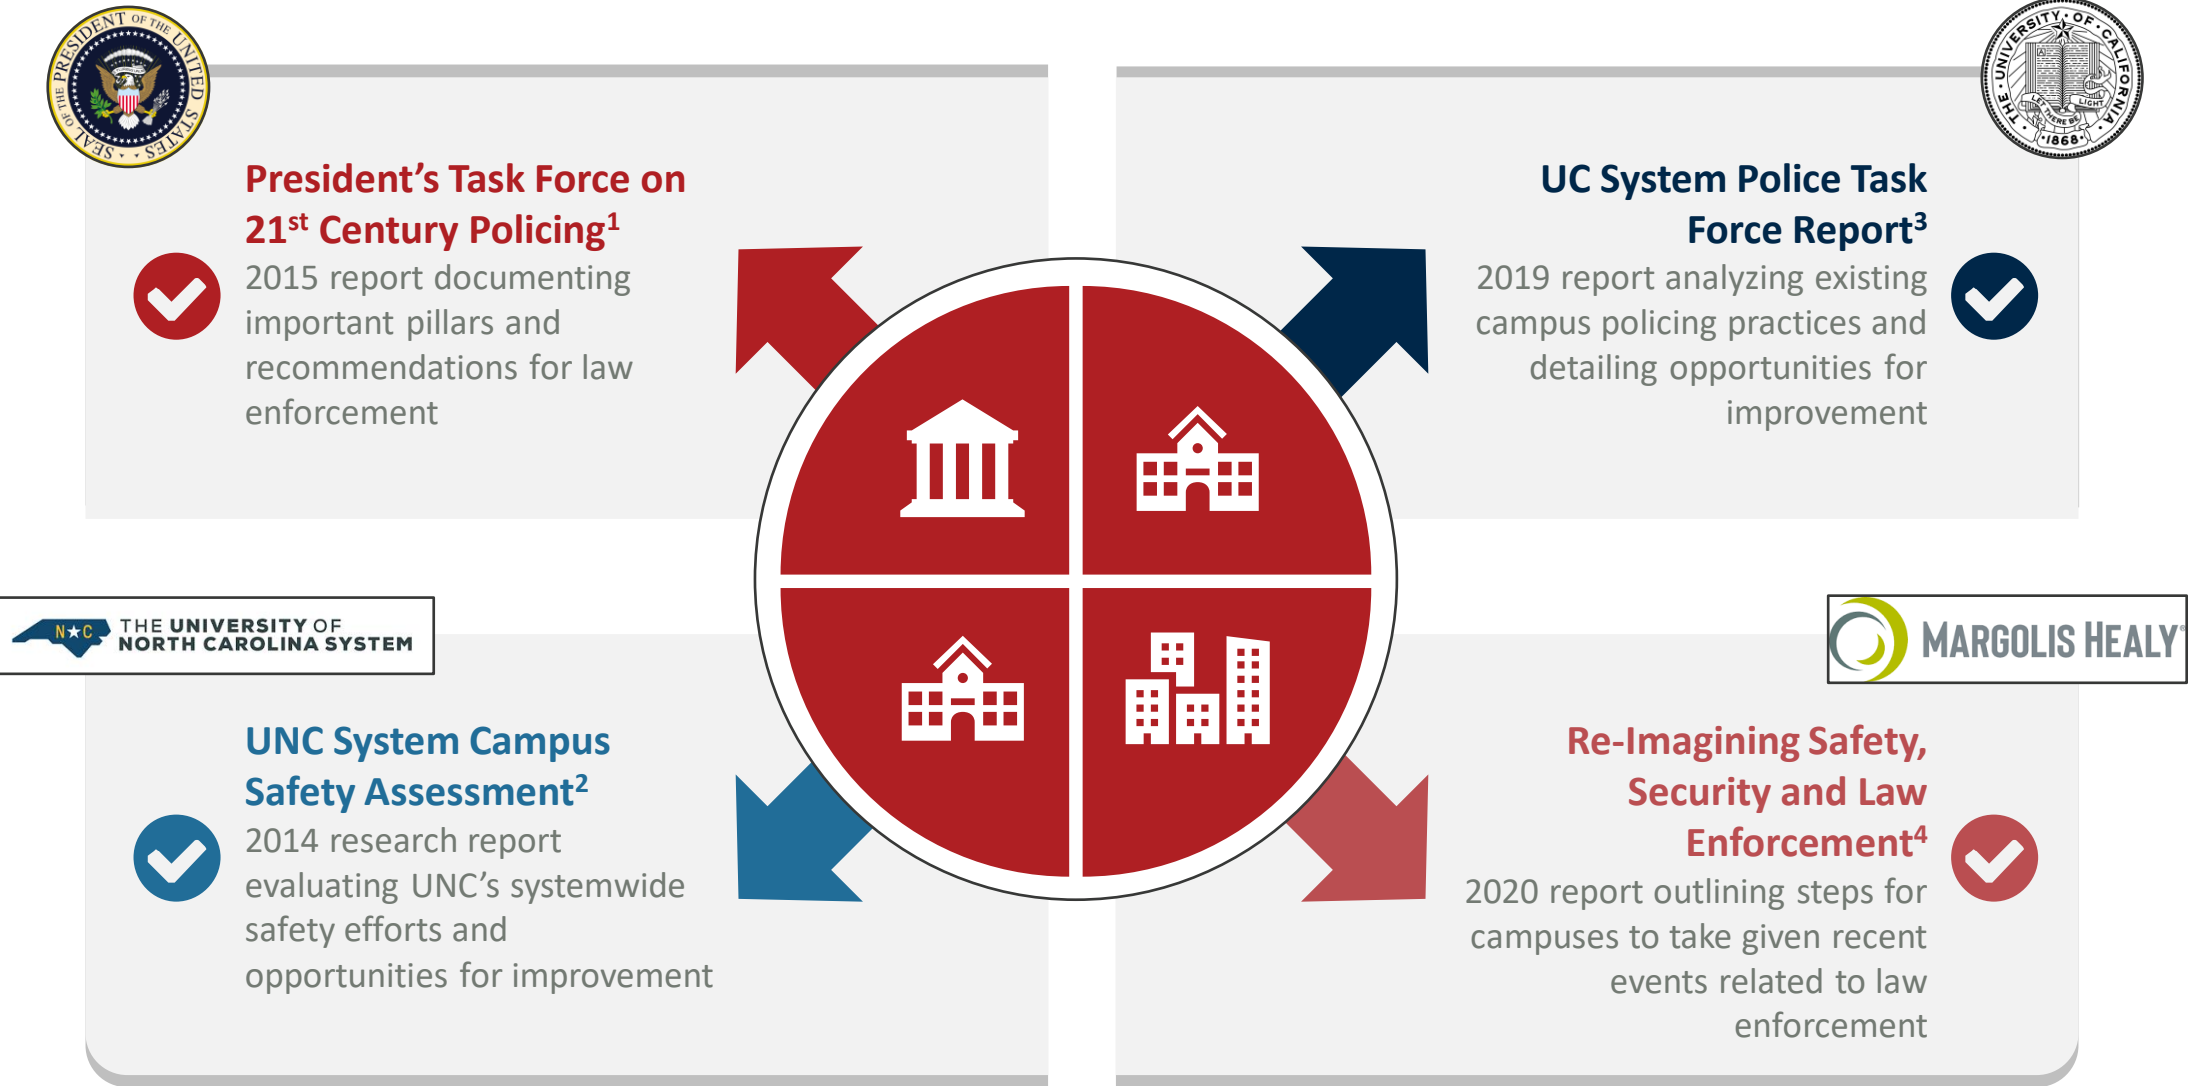 SEAL OF THE PRESIDENT OF THE UNITED STATES
President’s Task Force on
21st Century Policing1
2015 report documenting
important pillars and
recommendations for law
enforcement
THE UNIVERSITY OF CALIFORNIA
LET THERE BE LIGHT
1868
UC System Police Task
Force Report3
2019 report analyzing existing
campus policing practices and
detailing opportunities for
improvement
N★C
THE UNIVERSITY OF
NORTH CAROLINA SYSTEM
UNC System Campus
Safety Assessment2
2014 research report
evaluating UNC’s systemwide
safety efforts and
opportunities for improvement
MARGOLIS HEALY®
Re-Imagining Safety,
Security and Law
Enforcement4
2020 report outlining steps for
campuses to take given recent
events related to law
enforcement